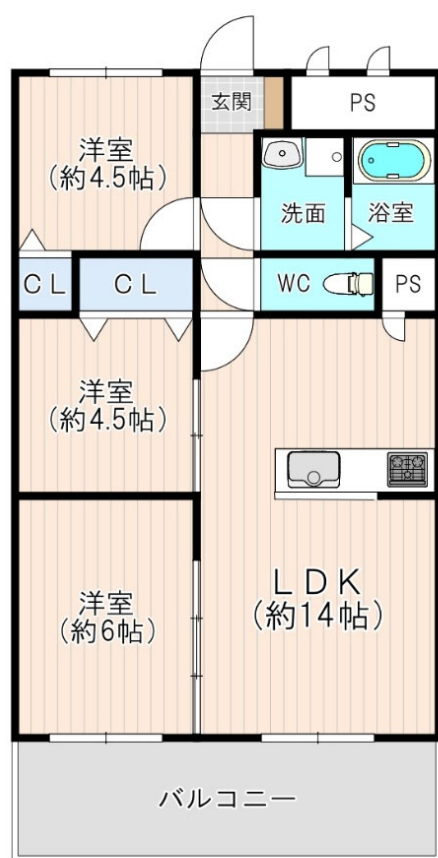 玄関
PS
洋室
(約4.5帖)
洗面
浴室
CL
CL
WC
PS
洋室
(約4.5帖)
洋室
(約6帖)
LDK
(約14帖)
バルコニー